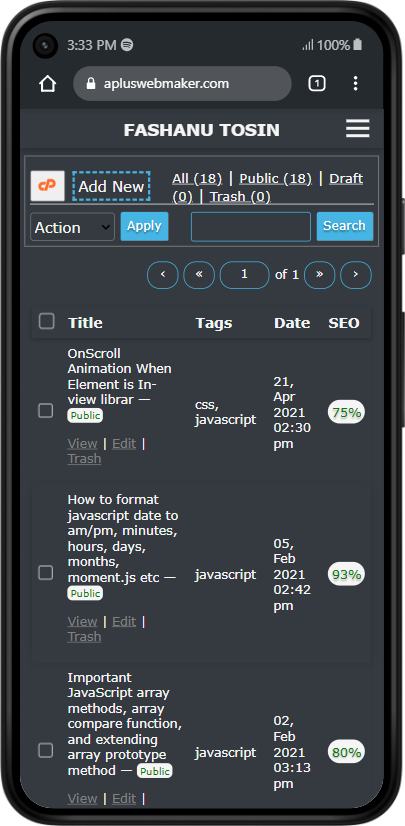 3:33 PM
100%
apluswebmaker.com
1
FASHANU TOSIN
cP
Add New
All (18) | Public (18) | Draft
(0) | Trash (0)
Action
Apply
Search
‹ « 1 of 1 » ›
Title Tags Date SEO
OnScroll
Animation When
Element is In-
view librar —
Public
View | Edit |
Trash
css,
javascript
21,
Apr
2021
02:30
pm
75%
How to format
javascript date to
am/pm, minutes,
hours, days,
months,
moment.js etc —
Public
View | Edit |
Trash
javascript
05,
Feb
2021
02:42
pm
93%
Important
JavaScript array
methods, array
compare function,
and extending
array prototype
method — Public
View | Edit |
javascript
02,
Feb
2021
03:13
pm
80%